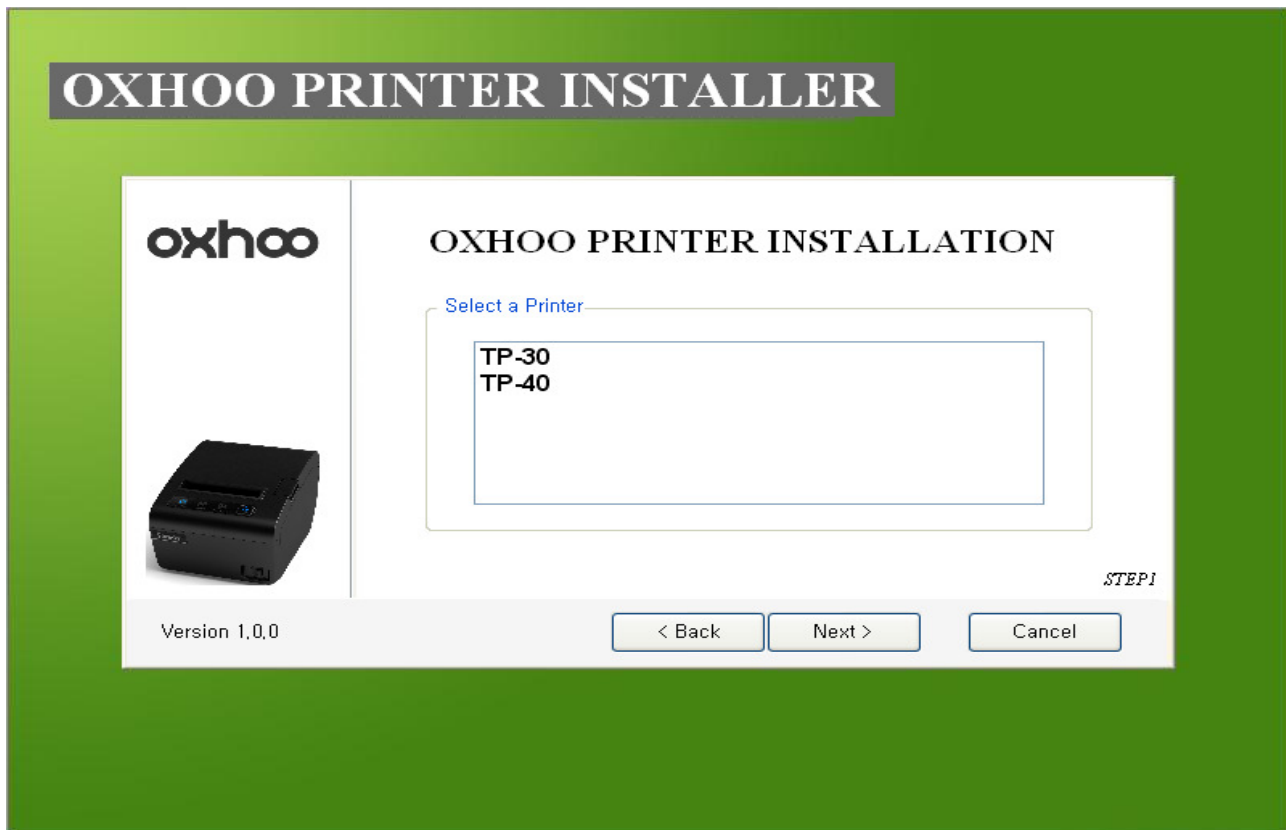 OXHOO PRINTER INSTALLER
oxhoo
OXHOO PRINTER INSTALLATION
Select a Printer
TP-30
TP-40
STEP1
Version 1,0,0
< Back
Next >
Cancel